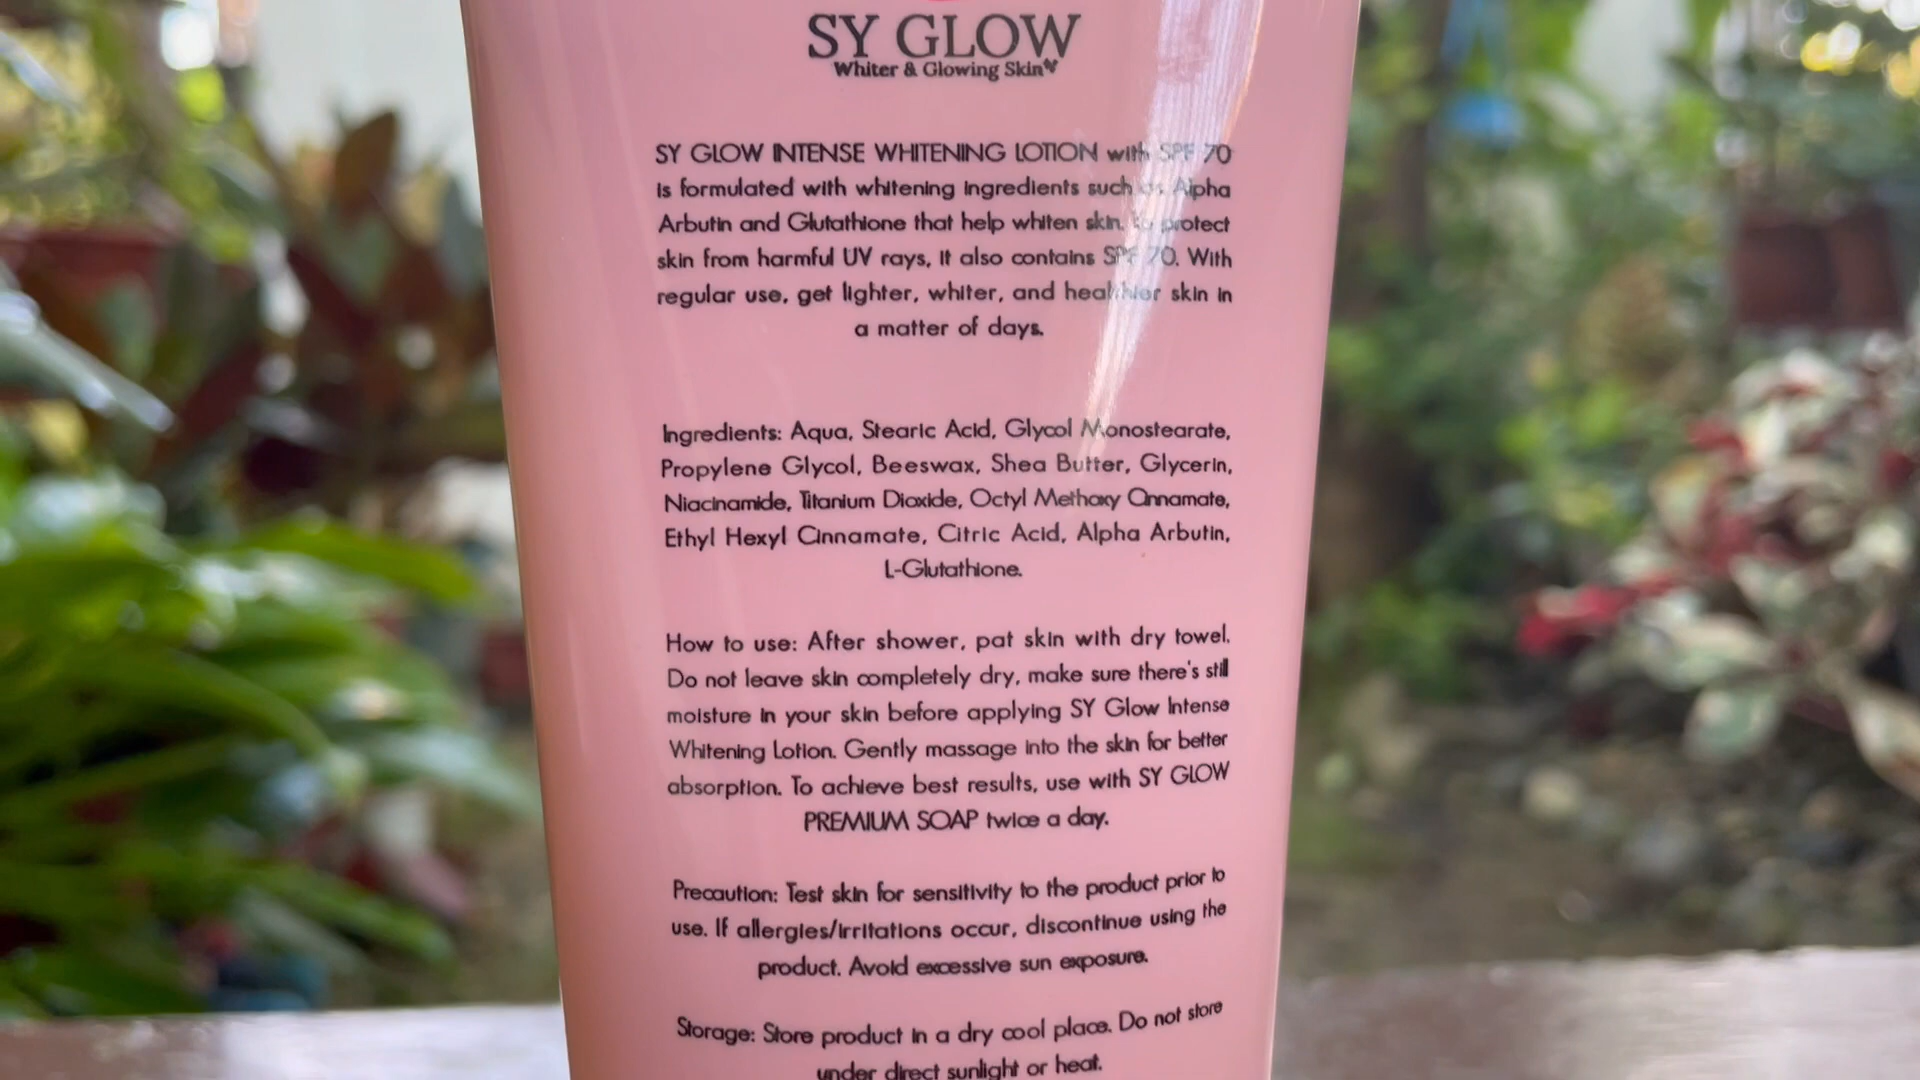 SY GLOW
Whiter & Glowing Skin
SY GLOW INTENSE WHITENING LOTION with SPF 70
is formulated with whitening ingredients such as Alpha
Arbutin and Glutathione that help whiten skin, to protect
skin from harmful UV rays, it also contains SPF 70. With
regular use, get lighter, whiter, and healthier skin in
a matter of days.
Ingredients: Aqua, Stearic Acid, Glycol Monostearate,
Propylene Glycol, Beeswax, Shea Butter, Glycerin,
Niacinamide, Titanium Dioxide, Octyl Methoxy Cinnamate,
Ethyl Hexyl Cinnamate, Citric Acid, Alpha Arbutin,
L-Glutathione.
How to use: After shower, pat skin with dry towel.
Do not leave skin completely dry, make sure there's still
moisture in your skin before applying SY Glow Intense
Whitening Lotion. Gently massage into the skin for better
absorption. To achieve best results, use with SY GLOW
PREMIUM SOAP twice a day.
Precaution: Test skin for sensitivity to the product prior to
use. If allergies/irritations occur, discontinue using the
product. Avoid excessive sun exposure.
Storage: Store product in a dry cool place. Do not store
under direct sunlight or heat.